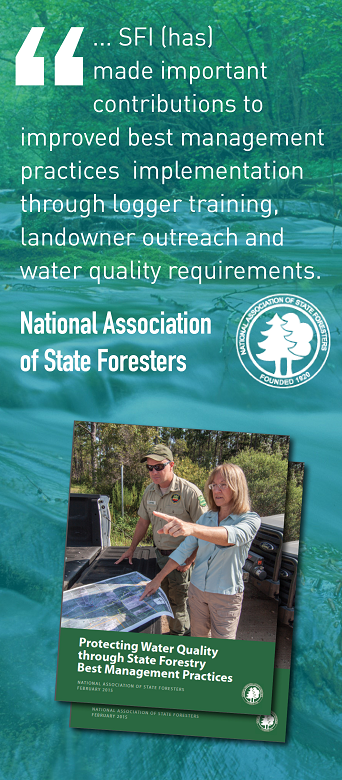 “ ... SFI (has)
made important
contributions to
improved best management
practices implementation
through logger training,
landowner outreach and
water quality requirements.
National Association
of State Foresters
NATIONAL ASSOCIATION OF STATE FORESTERS
FOUNDED 1920
Protecting Water Quality
through State Forestry
Best Management Practices
NATIONAL ASSOCIATION OF STATE FORESTERS
FEBRUARY 2015
NATIONAL ASSOCIATION OF STATE FORESTERS
FEBRUARY 2015